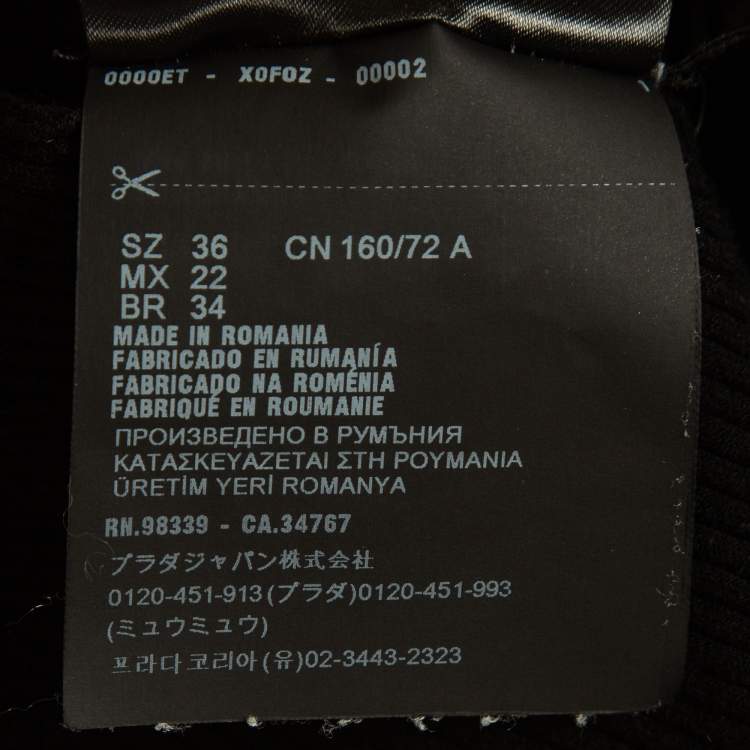 0000ET - X0F0Z - 00002
SZ 36 CN 160/72 A
MX 22
BR 34
MADE IN ROMANIA
FABRICADO EN RUMANÍA
FABRICADO NA ROMÉNIA
FABRIQUÉ EN ROUMANIE
ПРОИЗВЕДЕНО В РУМЪНИЯ
ΚΑΤΑΣΚΕΥΑΖΕΤΑΙ ΣΤΗ ΡΟΥΜΑΝΙΑ
ÜRETİM YERİ ROMANYA
RN.98339 - CA.34767
プラダジャパン株式会社
0120-451-913(プラダ)0120-451-993
(ミュウミュウ)
프라다코리아(유)02-3443-2323